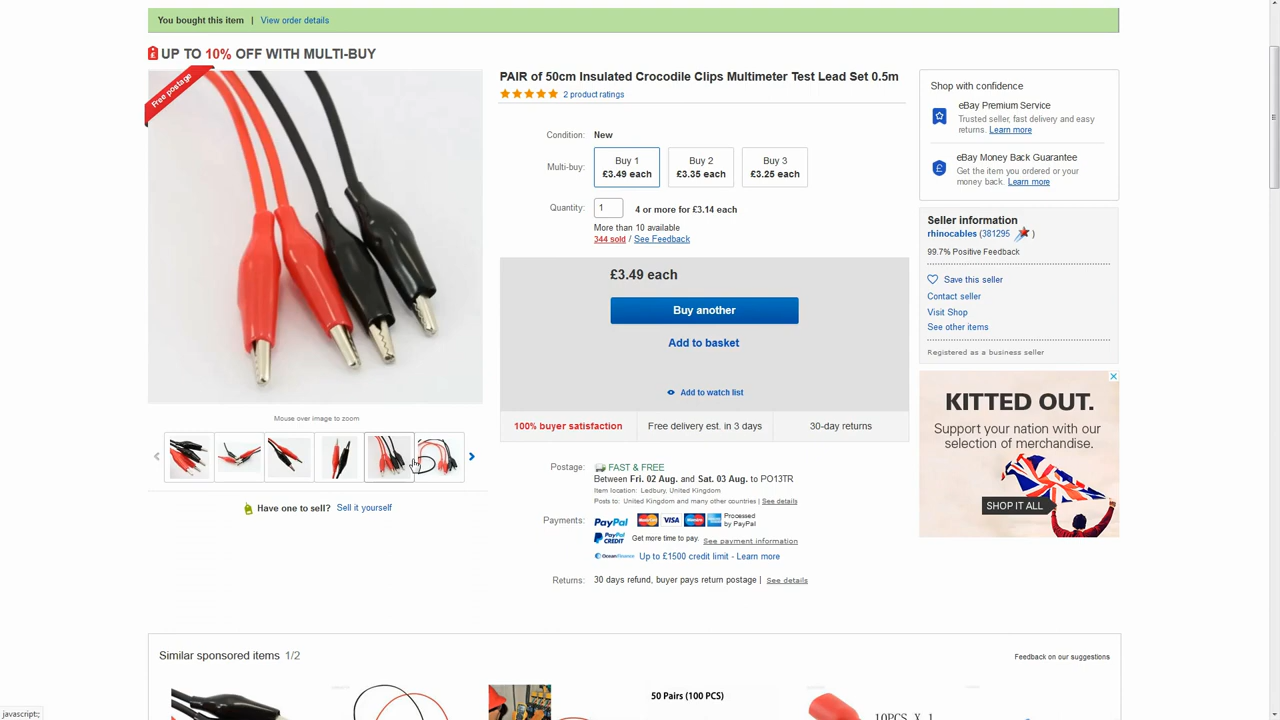 You bought this item | View order details
UP TO 10% OFF WITH MULTI-BUY
Free postage
PAIR of 50cm Insulated Crocodile Clips Multimeter Test Lead Set 0.5m
2 product ratings
Condition: New
Multi-buy:
Buy 1
£3.49 each
Buy 2
£3.35 each
Buy 3
£3.25 each
Quantity: 1 4 or more for £3.14 each
More than 10 available
344 sold / See Feedback
£3.49 each
Buy another
Add to basket
Add to watch list
100% buyer satisfaction
Free delivery est. in 3 days
30-day returns
Mouse over image to zoom
Have one to sell? Sell it yourself
Postage: FAST & FREE
Between Fri. 02 Aug. and Sat. 03 Aug. to PO13TR
Item location: Ledbury, United Kingdom
Posts to: United Kingdom and many other countries | See details
Payments: PayPal MasterCard VISA Maestro Processed by PayPal
PayPal CREDIT Get more time to pay. See payment information
OceanFinance Up to £1500 credit limit - Learn more
Returns: 30 days refund, buyer pays return postage | See details
Shop with confidence
eBay Premium Service
Trusted seller, fast delivery and easy
returns. Learn more
eBay Money Back Guarantee
Get the item you ordered or your
money back. Learn more
Seller information
rhinocables (381295 )
99.7% Positive Feedback
Save this seller
Contact seller
Visit Shop
See other items
Registered as a business seller
KITTED OUT.
Support your nation with our
selection of merchandise.
SHOP IT ALL
Similar sponsored items 1/2
Feedback on our suggestions
50 Pairs (100 PCS)
10PCS X 1
javascript:;